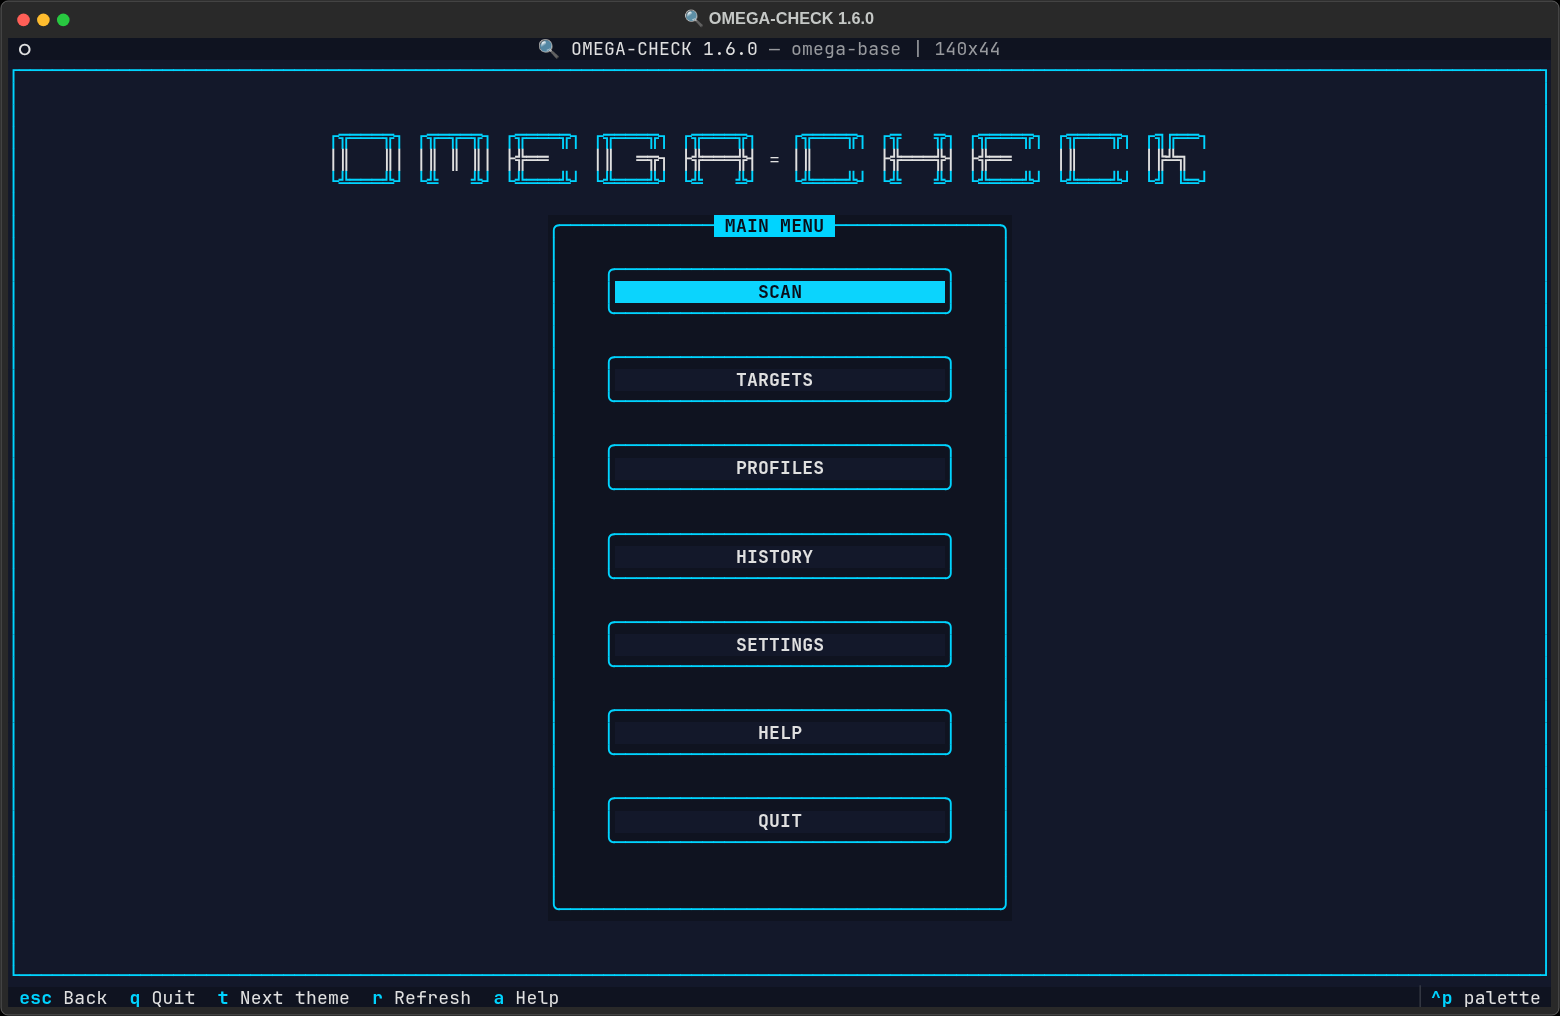 🔍 OMEGA-CHECK 1.6.0
🔍 OMEGA-CHECK 1.6.0 — omega-base | 140x44
OMEGA-CHECK
MAIN MENU
SCAN
TARGETS
PROFILES
HISTORY
SETTINGS
HELP
QUIT
esc Back q Quit t Next theme r Refresh a Help ^p palette